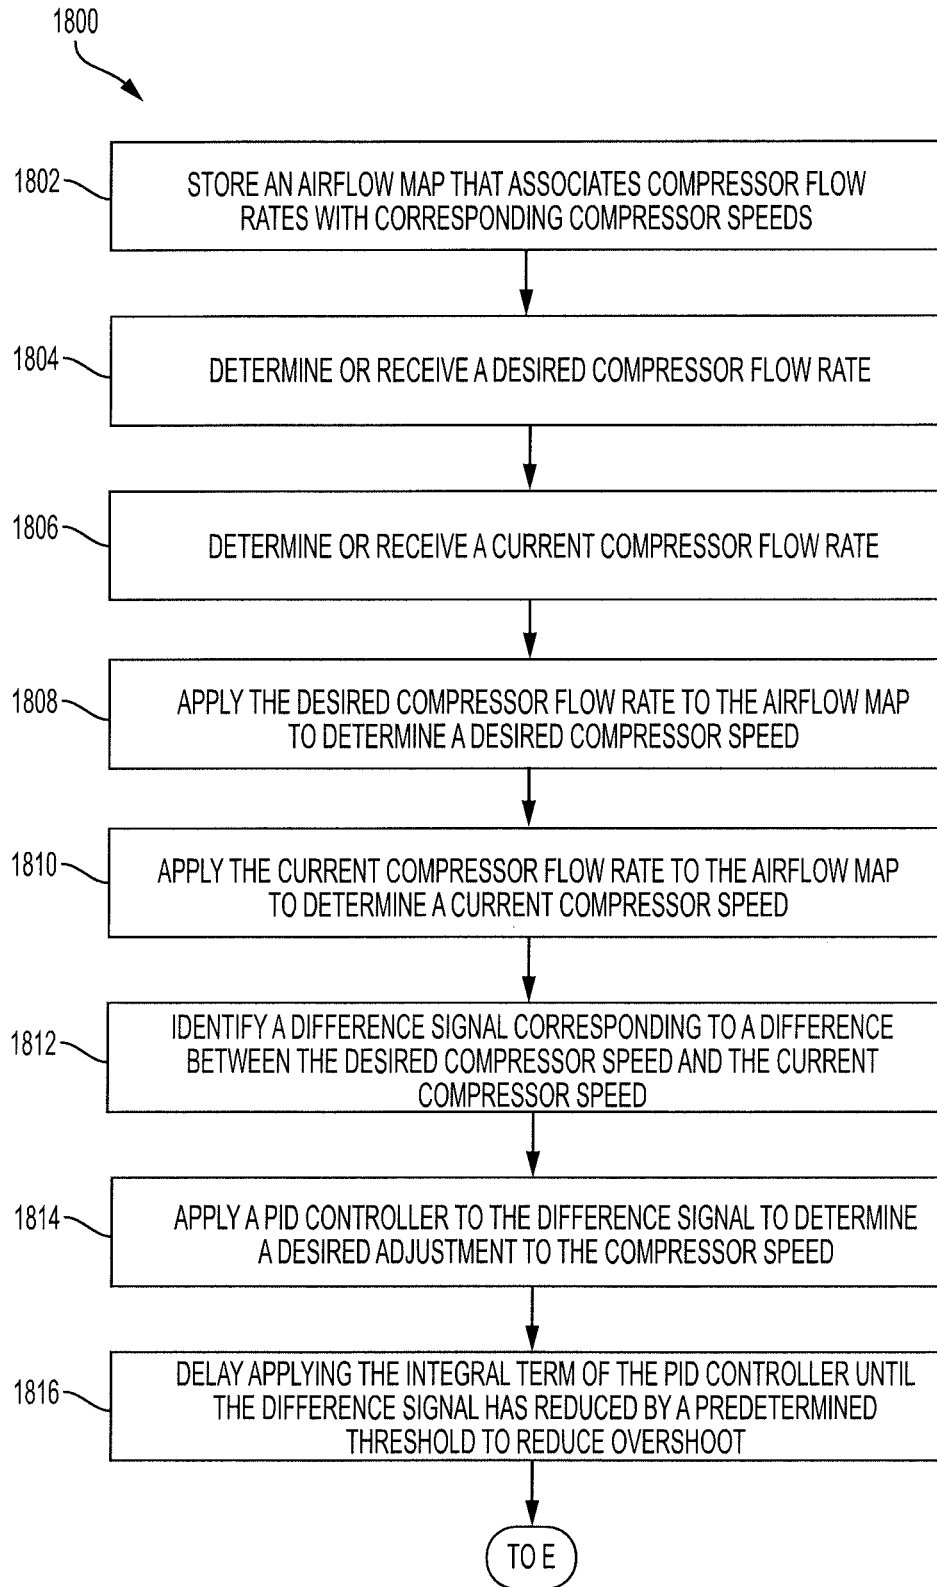 1800
1802
STORE AN AIRFLOW MAP THAT ASSOCIATES COMPRESSOR FLOW
RATES WITH CORRESPONDING COMPRESSOR SPEEDS
1804
DETERMINE OR RECEIVE A DESIRED COMPRESSOR FLOW RATE
1806
DETERMINE OR RECEIVE A CURRENT COMPRESSOR FLOW RATE
1808
APPLY THE DESIRED COMPRESSOR FLOW RATE TO THE AIRFLOW MAP
TO DETERMINE A DESIRED COMPRESSOR SPEED
1810
APPLY THE CURRENT COMPRESSOR FLOW RATE TO THE AIRFLOW MAP
TO DETERMINE A CURRENT COMPRESSOR SPEED
1812
IDENTIFY A DIFFERENCE SIGNAL CORRESPONDING TO A DIFFERENCE
BETWEEN THE DESIRED COMPRESSOR SPEED AND THE CURRENT
COMPRESSOR SPEED
1814
APPLY A PID CONTROLLER TO THE DIFFERENCE SIGNAL TO DETERMINE
A DESIRED ADJUSTMENT TO THE COMPRESSOR SPEED
1816
DELAY APPLYING THE INTEGRAL TERM OF THE PID CONTROLLER UNTIL
THE DIFFERENCE SIGNAL HAS REDUCED BY A PREDETERMINED
THRESHOLD TO REDUCE OVERSHOOT
TO E